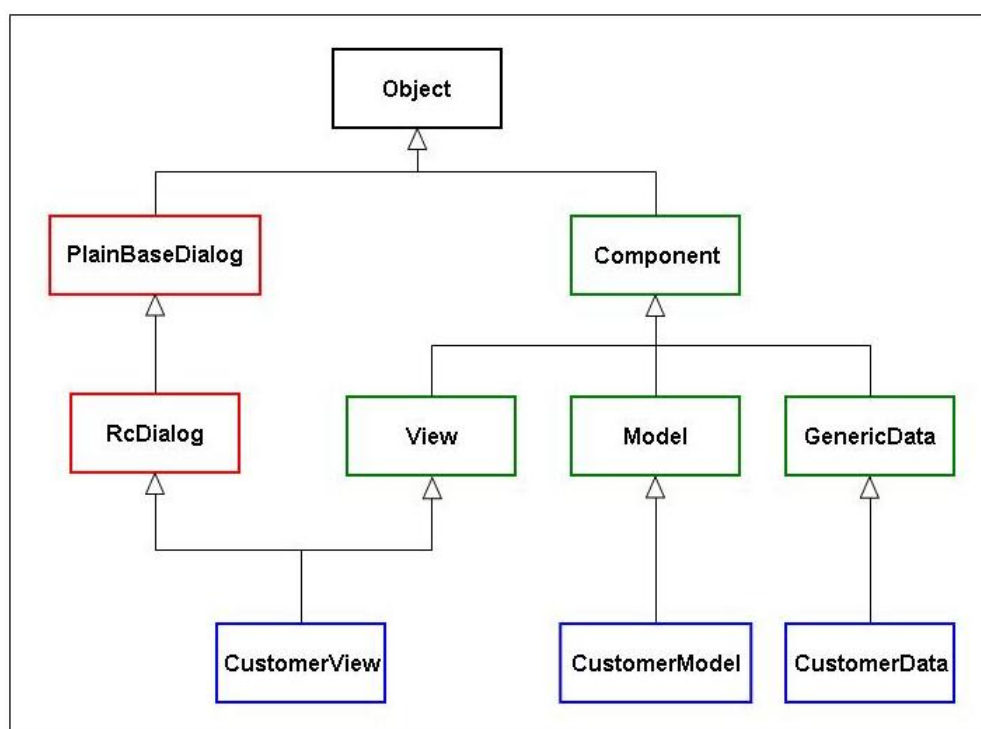 Object
PlainBaseDialog
Component
RcDialog
View
Model
GenericData
CustomerView
CustomerModel
CustomerData